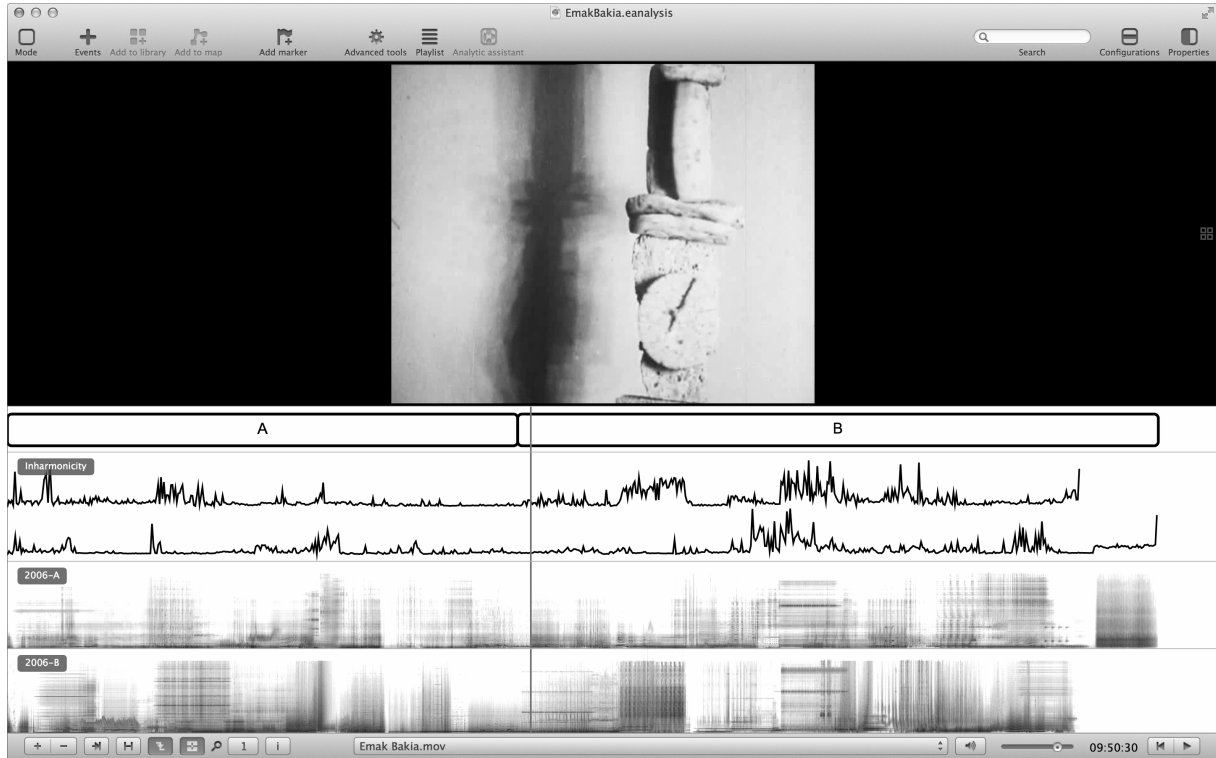 EmakBakia.eanalysis
Mode Events Add to library Add to map Add marker Advanced tools Playlist Analytic assistant Search Configurations Properties
A B
Inharmonicity
2006-A
2006-B
1 i Emak Bakia.mov 09:50:30